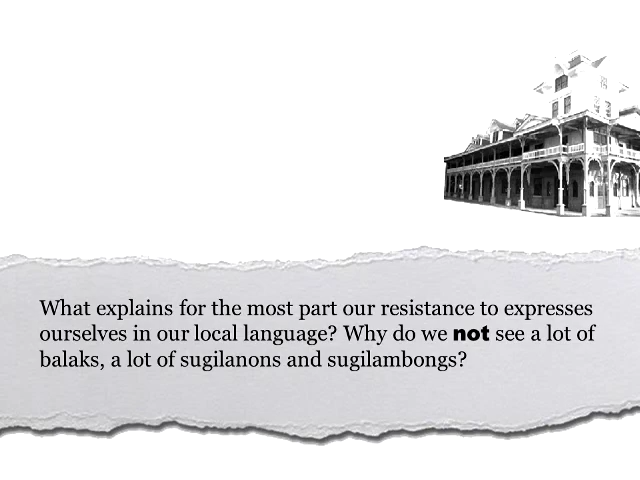 What explains for the most part our resistance to expresses
ourselves in our local language? Why do we not see a lot of
balaks, a lot of sugilanons and sugilambongs?